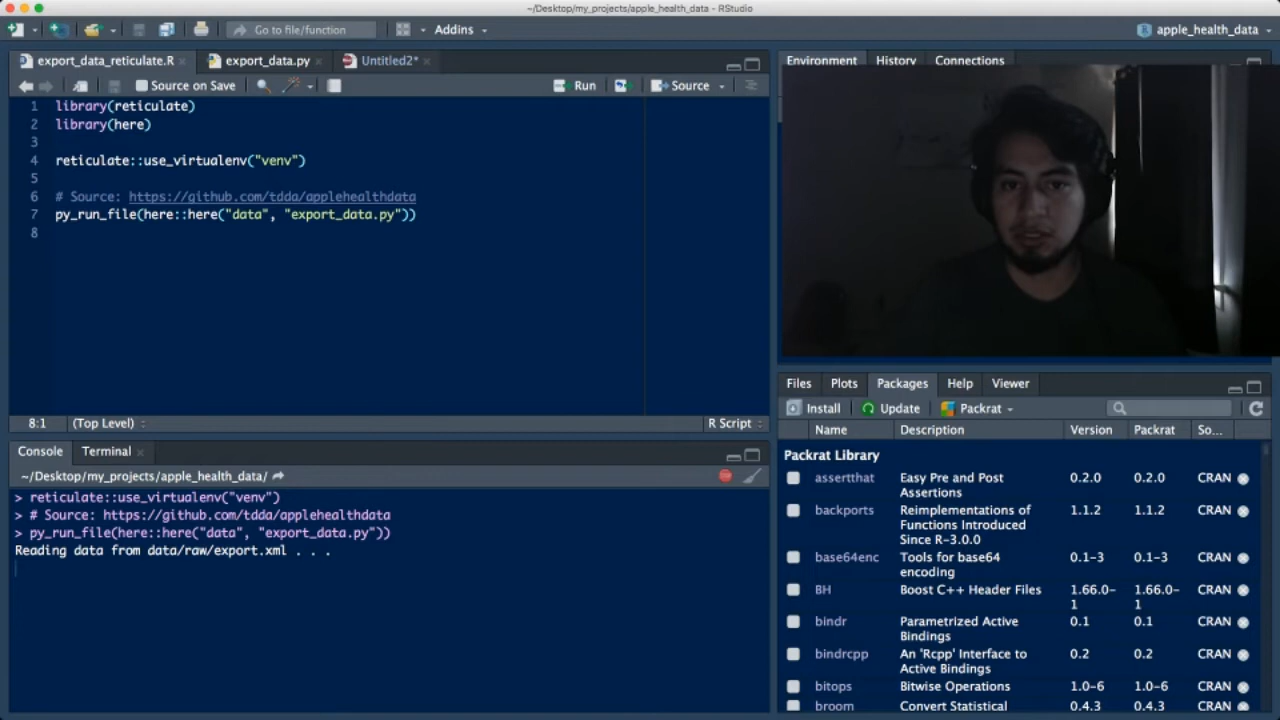 ~/Desktop/my_projects/apple_health_data - RStudio
Go to file/function
Addins
apple_health_data
export_data_reticulate.R
export_data.py
Untitled2*
Source on Save
Run
Source
1 library(reticulate)
2 library(here)
3
4 reticulate::use_virtualenv("venv")
5
6 # Source: https://github.com/tdda/applehealthdata
7 py_run_file(here::here("data", "export_data.py"))
8
8:1 (Top Level) R Script
Console Terminal
~/Desktop/my_projects/apple_health_data/
> reticulate::use_virtualenv("venv")
> # Source: https://github.com/tdda/applehealthdata
> py_run_file(here::here("data", "export_data.py"))
Reading data from data/raw/export.xml . . .
Environment History Connections
Files Plots Packages Help Viewer
Install Update Packrat
Name Description Version Packrat So...
Packrat Library
assertthat Easy Pre and Post Assertions 0.2.0 0.2.0 CRAN
backports Reimplementations of Functions Introduced Since R-3.0.0 1.1.2 1.1.2 CRAN
base64enc Tools for base64 encoding 0.1-3 0.1-3 CRAN
BH Boost C++ Header Files 1.66.0-1 1.66.0-1 CRAN
bindr Parametrized Active Bindings 0.1 0.1 CRAN
bindrcpp An 'Rcpp' Interface to Active Bindings 0.2 0.2 CRAN
bitops Bitwise Operations 1.0-6 1.0-6 CRAN
broom Convert Statistical 0.4.3 0.4.3 CRAN